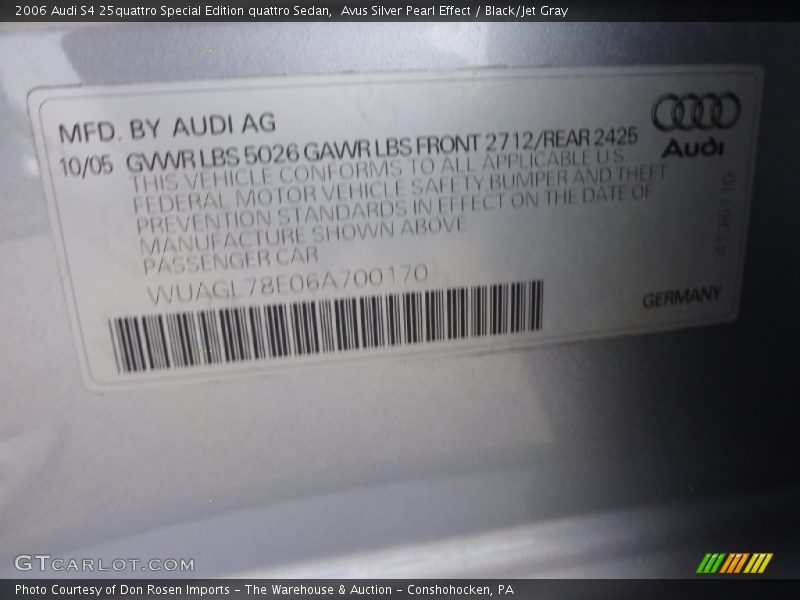 2006 Audi S4 25quattro Special Edition quattro Sedan,  Avus Silver Pearl Effect / Black/Jet Gray
MFD. BY AUDI AG
10/05 GVWR LBS 5026 GAWR LBS FRONT 2712/REAR 2425
THIS VEHICLE CONFORMS TO ALL APPLICABLE U S
FEDERAL MOTOR VEHICLE SAFETY BUMPER AND THEFT
PREVENTION STANDARDS IN EFFECT ON THE DATE OF
MANUFACTURE SHOWN ABOVE
PASSENGER CAR
WUAGL78E06A700170
Audi
4136110
GERMANY
GTCARLOT.COM
Photo Courtesy of Don Rosen Imports - The Warehouse & Auction - Conshohocken, PA